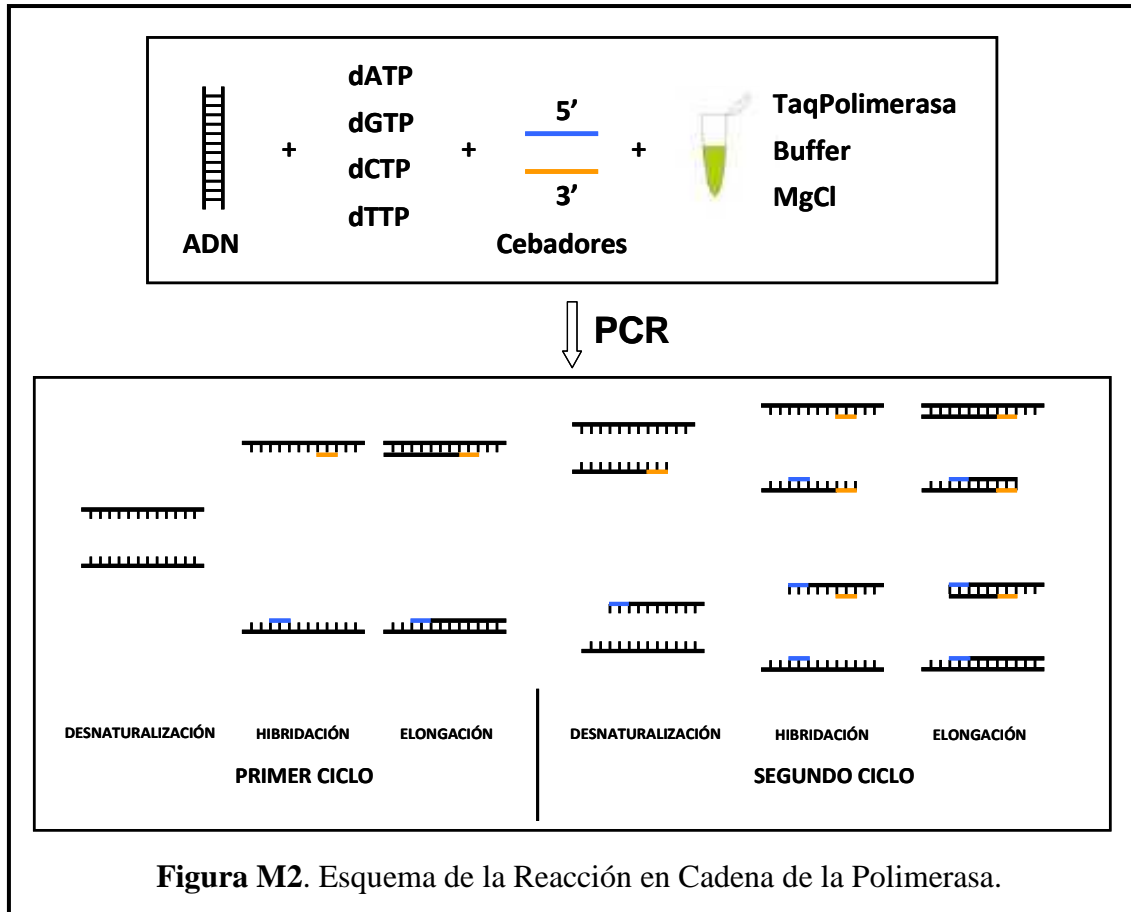 dATP
dGTP
dCTP
dTTP
ADN
+
+
5’
3’
Cebadores
+
TaqPolimerasa
Buffer
MgCl
PCR
DESNATURALIZACIÓN
HIBRIDACIÓN
ELONGACIÓN
PRIMER CICLO
DESNATURALIZACIÓN
HIBRIDACIÓN
ELONGACIÓN
SEGUNDO CICLO
Figura M2. Esquema de la Reacción en Cadena de la Polimerasa.